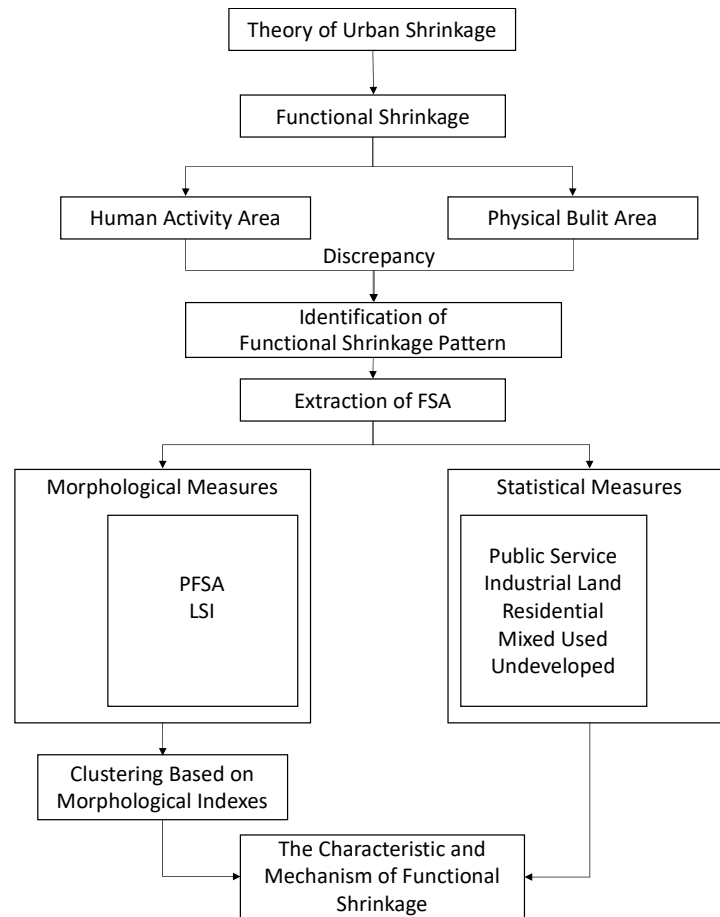 Theory of Urban Shrinkage
Functional Shrinkage
Human Activity Area
Physical Bulit Area
Discrepancy
Identification of
Functional Shrinkage Pattern
Extraction of FSA
Morphological Measures
PFSA
LSI
Statistical Measures
Public Service
Industrial Land
Residential
Mixed Used
Undeveloped
Clustering Based on
Morphological Indexes
The Characteristic and
Mechanism of Functional
Shrinkage